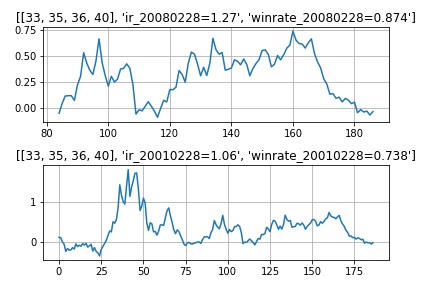 [[33, 35, 36, 40], 'ir_20080228=1.27', 'winrate_20080228=0.874']
0.75
0.50
0.25
0.00
80 100 120 140 160 180
[[33, 35, 36, 40], 'ir_20010228=1.06', 'winrate_20010228=0.738']
1
0
0 25 50 75 100 125 150 175